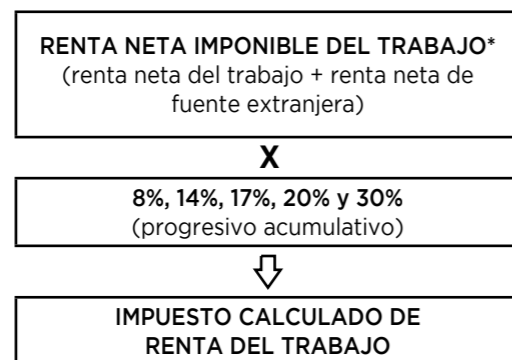 RENTA NETA IMPONIBLE DEL TRABAJO*
(renta neta del trabajo + renta neta de
fuente extranjera)
X
8%, 14%, 17%, 20% y 30%
(progresivo acumulativo)
IMPUESTO CALCULADO DE
RENTA DEL TRABAJO